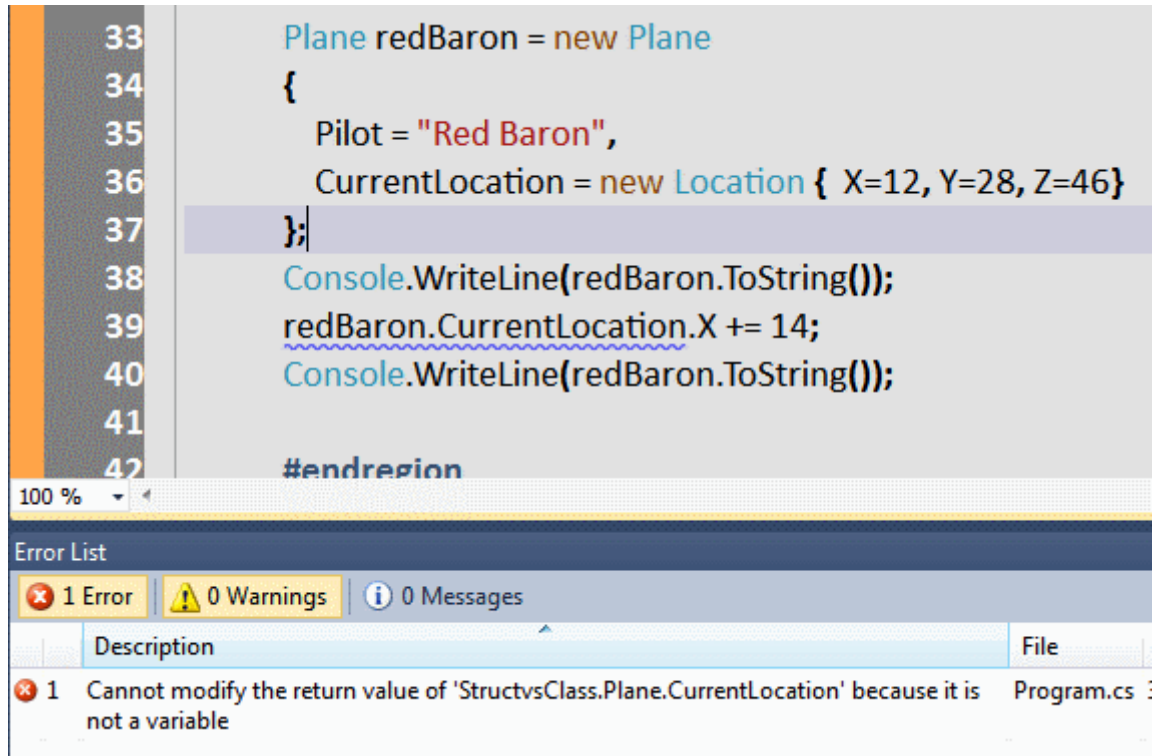 33 Plane redBaron = new Plane
34 {
35 Pilot = "Red Baron",
36 CurrentLocation = new Location { X=12, Y=28, Z=46}
37 };
38 Console.WriteLine(redBaron.ToString());
39 redBaron.CurrentLocation.X += 14;
40 Console.WriteLine(redBaron.ToString());
41
42 #endregion
100 %
Error List
1 Error 0 Warnings 0 Messages
Description File
1 Cannot modify the return value of 'StructvsClass.Plane.CurrentLocation' because it is Program.cs 3
not a variable